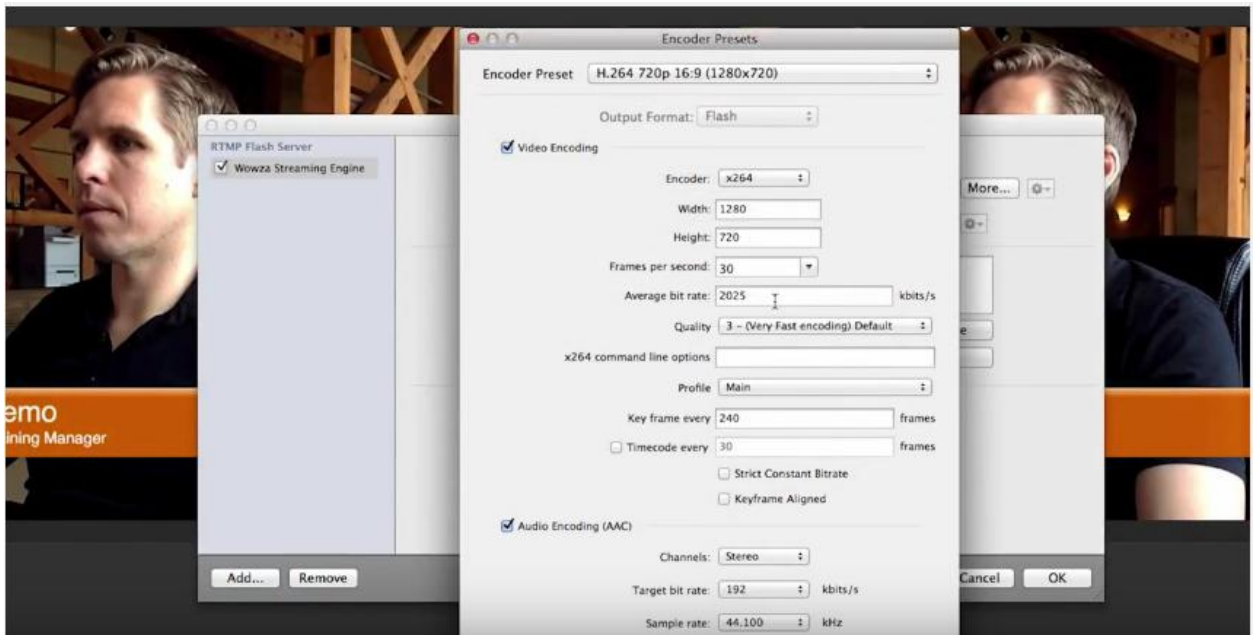 Encoder Presets
Encoder Preset H.264 720p 16:9 (1280x720)
Output Format: Flash
Video Encoding
Encoder: x264
Width: 1280
Height: 720
Frames per second: 30
Average bit rate: 2025 kbits/s
Quality 3 - (Very Fast encoding) Default
x264 command line options
Profile Main
Key frame every 240 frames
Timecode every 30 frames
Strict Constant Bitrate
Keyframe Aligned
Audio Encoding (AAC)
Channels: Stereo
Target bit rate: 192 kbits/s
Sample rate: 44.100 kHz
RTMP Flash Server
Wowza Streaming Engine
Add... Remove
More...
Cancel OK
emo
ining Manager